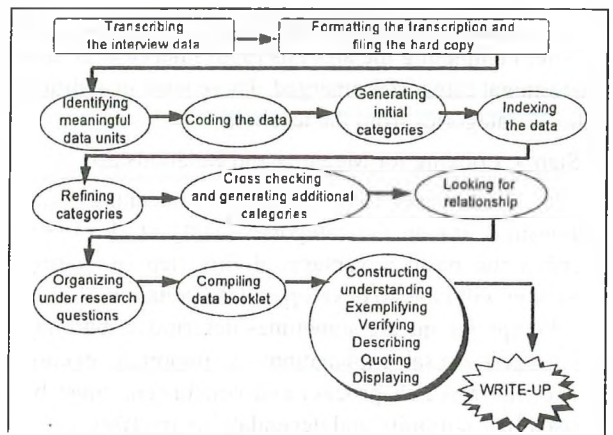 Transcribing
the interview data
Formatting the transcription and
filing the hard copy
Identifying
meaningful
data units
Coding the data
Generating
initial
categories
Indexing
the data
Refining
categories
Cross checking
and generating additional
categories
Looking for
relationship
Organizing
under research
questions
Compiling
data booklet
Constructing
understanding
Exemplifying
Verifying
Describing
Quoting
Displaying
WRITE-UP